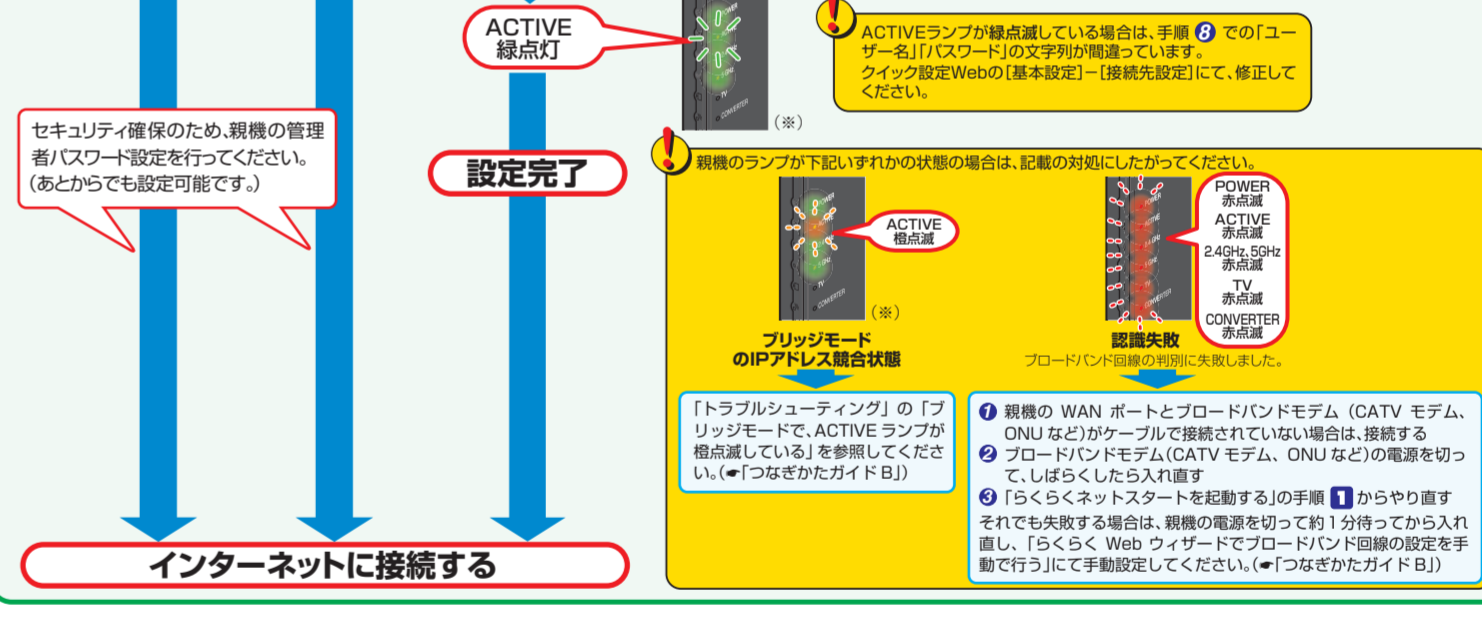 ACTIVE
緑点灯
POWER
TV
CONVERTER
(※)
ACTIVEランプが緑点滅している場合は、手順 8 での「ユー
ザー名」「パスワード」の文字列が間違っています。
クイック設定Webの[基本設定]－[接続先設定]にて、修正して
ください。
セキュリティ確保のため、親機の管理
者パスワード設定を行ってください。
(あとからでも設定可能です。)
設定完了
親機のランプが下記いずれかの状態の場合は、記載の対処にしたがってください。
POWER
TV
CONVERTER
ACTIVE
橙点滅
(※)
ブリッジモード
のIPアドレス競合状態
「トラブルシューティング」の「ブ
リッジモードで、ACTIVE ランプが
橙点滅している」を参照してくださ
い。(☛「つなぎかたガイド B」)
POWER
赤点滅
ACTIVE
赤点滅
2.4GHz、5GHz
赤点滅
TV
赤点滅
CONVERTER
赤点滅
認識失敗
ブロードバンド回線の判別に失敗しました。
❶ 親機の WAN ポートとブロードバンドモデム (CATV モデム、
ONU など)がケーブルで接続されていない場合は、接続する
❷ ブロードバンドモデム(CATV モデム、ONU など)の電源を切っ
て、しばらくしたら入れ直す
❸ 「らくらくネットスタートを起動する」の手順 1 からやり直す
それでも失敗する場合は、親機の電源を切って約1分待ってから入れ
直し、「らくらく Web ウィザードでブロードバンド回線の設定を手
動で行う」にて手動設定してください。(☛「つなぎかたガイド B」)
インターネットに接続する